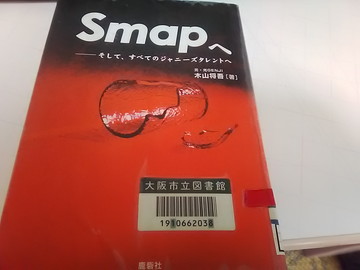 Smapへ
――そして、すべてのジャニーズタレントへ
木山将吾[著]
大阪市立図書館
鹿砦社